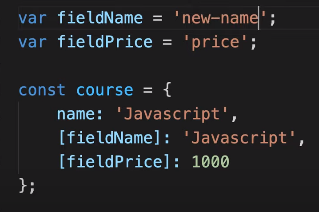 var fieldName = 'new-name';
var fieldPrice = 'price';
const course = {
name: 'Javascript',
[fieldName]: 'Javascript',
[fieldPrice]: 1000
};